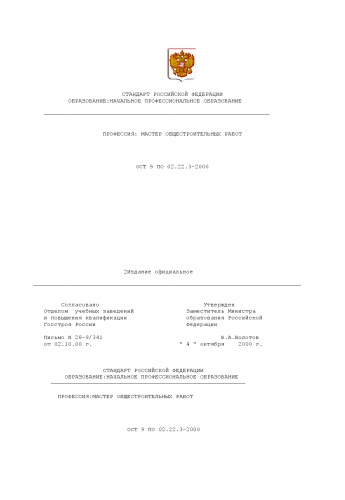 СТАНДАРТ РОССИЙСКОЙ ФЕДЕРАЦИИ
ОБРАЗОВАНИЕ:НАЧАЛЬНОЕ ПРОФЕССИОНАЛЬНОЕ ОБРАЗОВАНИЕ
ПРОФЕССИЯ: МАСТЕР ОБЩЕСТРОИТЕЛЬНЫХ РАБОТ
ОСТ 9 ПО 02.22.3-2000
2Издание официальное
Согласовано
Отделом учебных заведений
и повышения квалификации
Госстроя России
Письмо N 28-9/341
от 02.10.00 г.
Утвержден
Заместитель Министра
образования Российской
Федерации
В.А.Болотов
" 4 " октября 2000 г.
СТАНДАРТ РОССИЙСКОЙ ФЕДЕРАЦИИ
ОБРАЗОВАНИЕ:НАЧАЛЬНОЕ ПРОФЕССИОНАЛЬНОЕ ОБРАЗОВАНИЕ
ПРОФЕССИЯ:МАСТЕР ОБЩЕСТРОИТЕЛЬНЫХ РАБОТ
ОСТ 9 ПО 02.22.3-2000